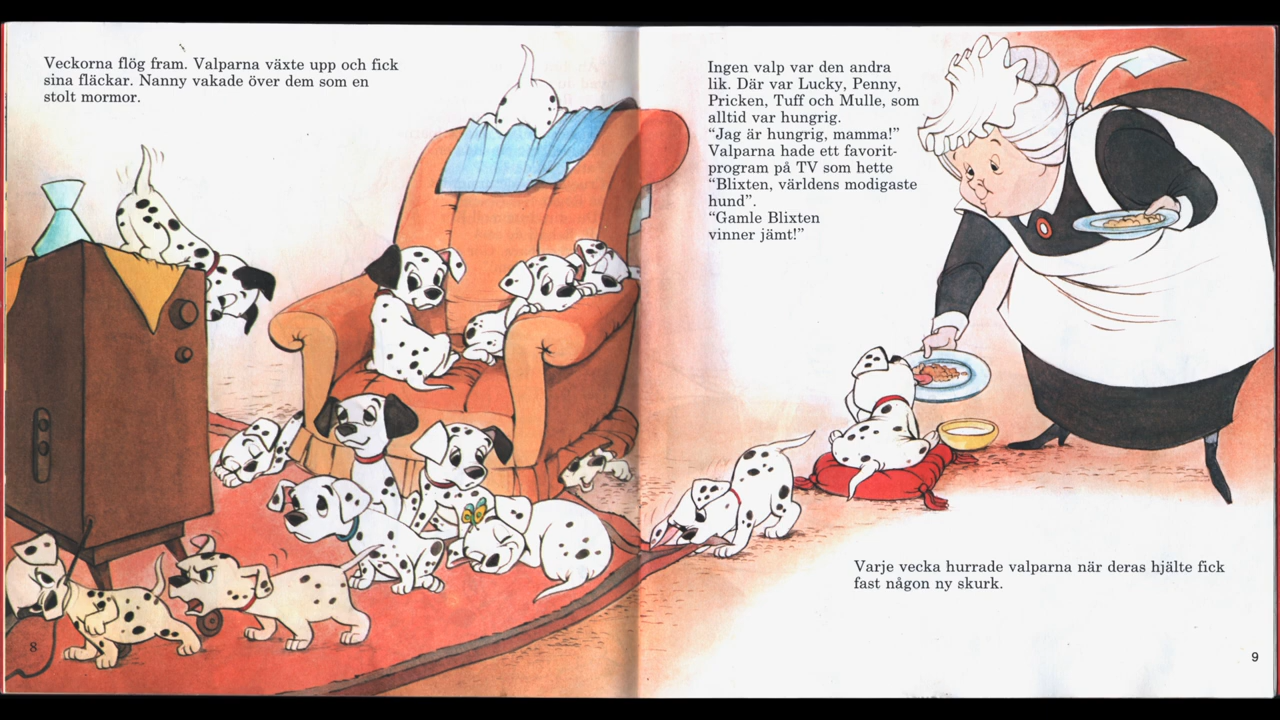 Veckorna flög fram. Valparna växte upp och fick
sina fläckar. Nanny vakade över dem som en
stolt mormor.
Ingen valp var den andra
lik. Där var Lucky, Penny,
Pricken, Tuff och Mulle, som
alltid var hungrig.
“Jag är hungrig, mamma!”
Valparna hade ett favorit-
program på TV som hette
“Blixten, världens modigaste
hund”.
“Gamle Blixten
vinner jämt!”
Varje vecka hurrade valparna när deras hjälte fick
fast någon ny skurk.
8
9